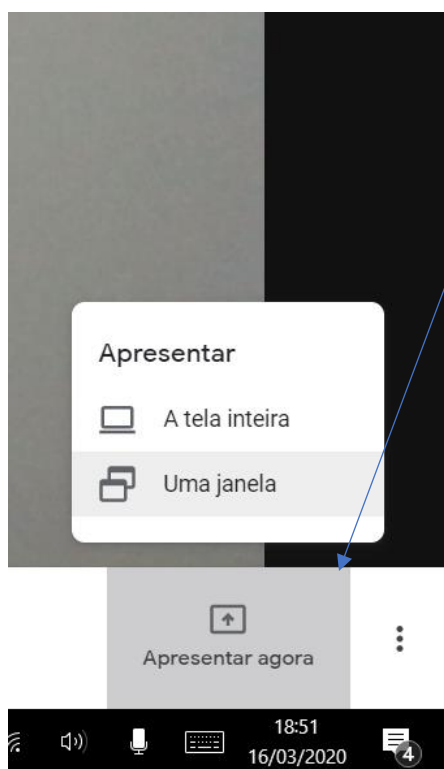 Apresentar
A tela inteira
Uma janela
Apresentar agora
18:51
16/03/2020
4